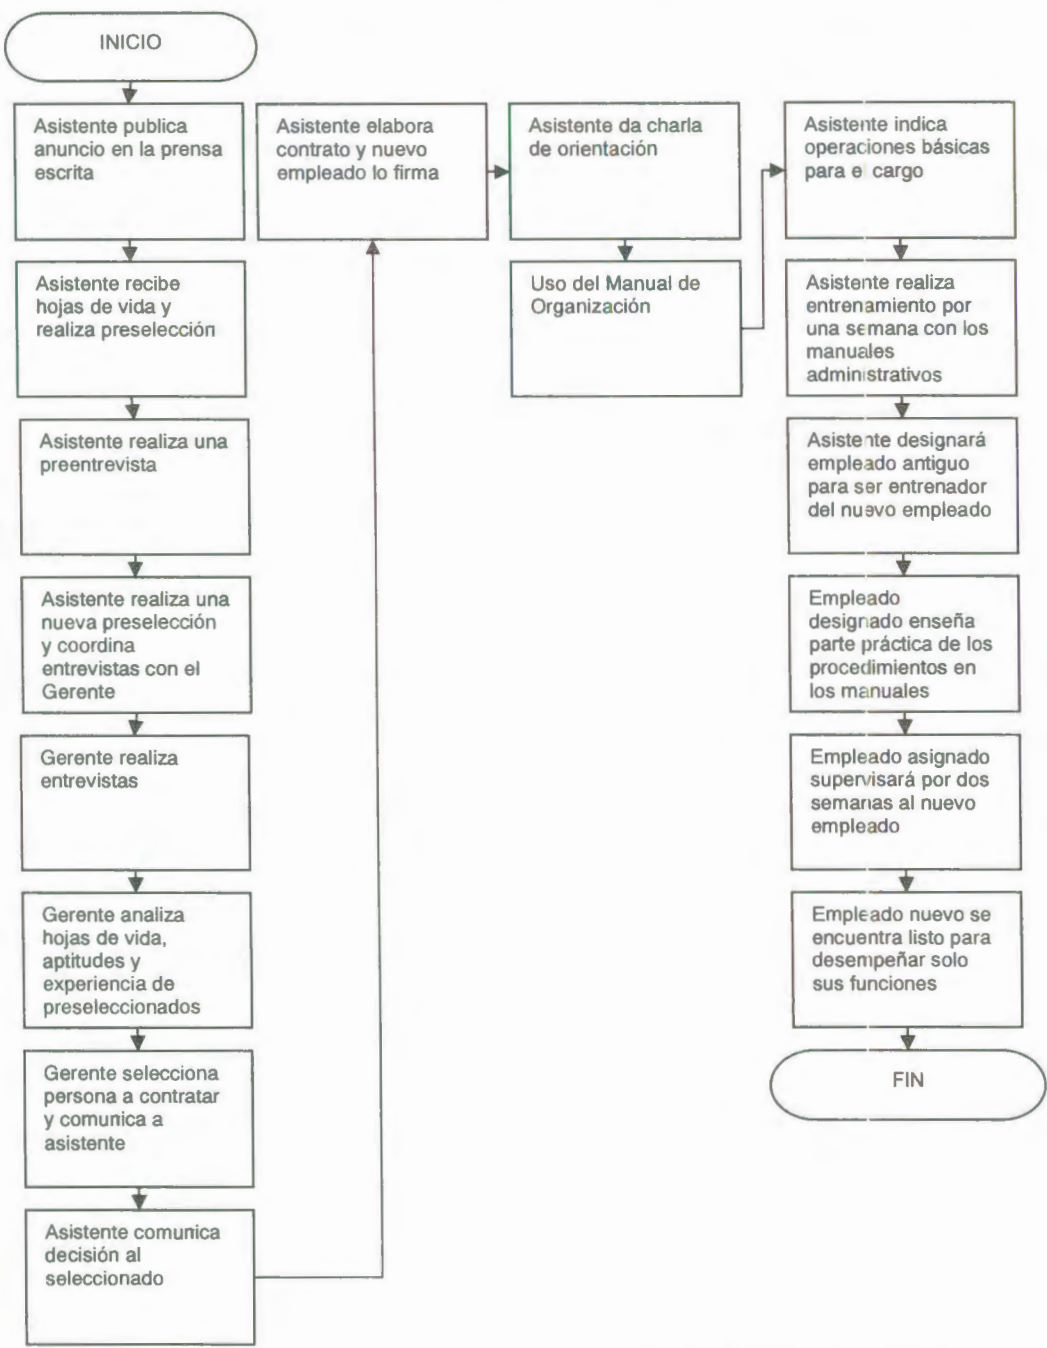 INICIO
Asistente publica
anuncio en la prensa
escrita
Asistente recibe
hojas de vida y
realiza preselección
Asistente realiza una
preentrevista
Asistente realiza una
nueva preselección
y coordina
entrevistas con el
Gerente
Gerente realiza
entrevistas
Gerente analiza
hojas de vida,
aptitudes y
experiencia de
preseleccionados
Gerente selecciona
persona a contratar
y comunica a
asistente
Asistente comunica
decisión al
seleccionado
Asistente elabora
contrato y nuevo
empleado lo firma
Asistente da charla
de orientación
Uso del Manual de
Organización
Asistente indica
operaciones básicas
para el cargo
Asistente realiza
entrenamiento por
una semana con los
manuales
administrativos
Asistente designará
empleado antiguo
para ser entrenador
del nuevo empleado
Empleado
designado enseña
parte práctica de los
procedimientos en
los manuales
Empleado asignado
supervisará por dos
semanas al nuevo
empleado
Empleado nuevo se
encuentra listo para
desempeñar solo
sus funciones
FIN